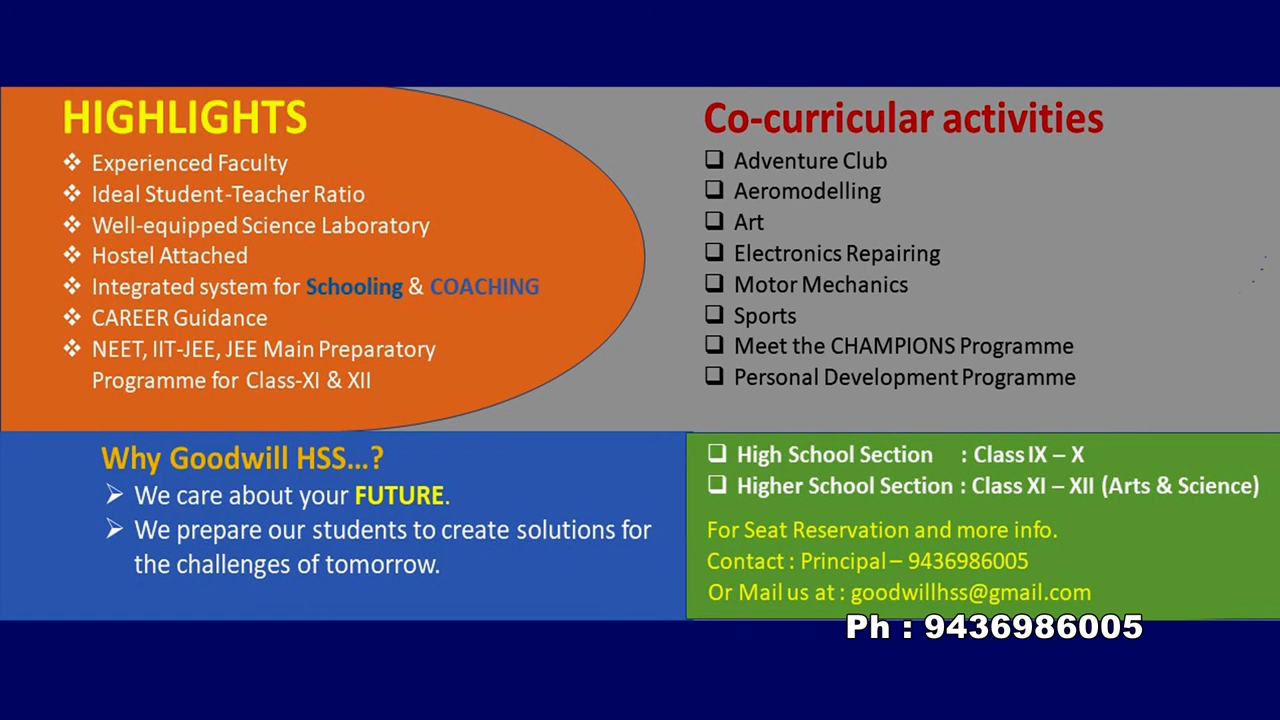 HIGHLIGHTS
Experienced Faculty
Ideal Student-Teacher Ratio
Well-equipped Science Laboratory
Hostel Attached
Integrated system for Schooling & COACHING
CAREER Guidance
NEET, IIT-JEE, JEE Main Preparatory
Programme for Class-XI & XII
Co-curricular activities
Adventure Club
Aeromodelling
Art
Electronics Repairing
Motor Mechanics
Sports
Meet the CHAMPIONS Programme
Personal Development Programme
Why Goodwill HSS...?
We care about your FUTURE.
We prepare our students to create solutions for
the challenges of tomorrow.
High School Section : Class IX – X
Higher School Section : Class XI – XII (Arts & Science)
For Seat Reservation and more info.
Contact : Principal – 9436986005
Or Mail us at : goodwillhss@gmail.com
Ph : 9436986005